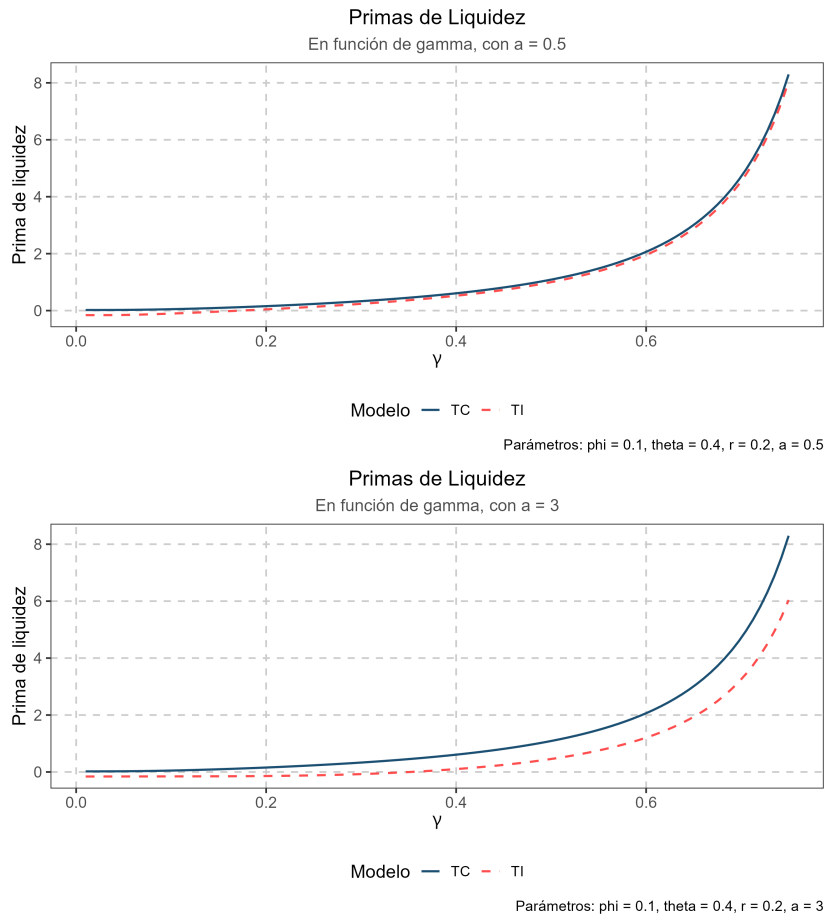 Primas de Liquidez
En función de gamma, con a = 0.5
Prima de liquidez
8
6
4
2
0
0.0 0.2 0.4 0.6
γ
Modelo TC TI
Parámetros: phi = 0.1, theta = 0.4, r = 0.2, a = 0.5
Primas de Liquidez
En función de gamma, con a = 3
Prima de liquidez
8
6
4
2
0
0.0 0.2 0.4 0.6
γ
Modelo TC TI
Parámetros: phi = 0.1, theta = 0.4, r = 0.2, a = 3